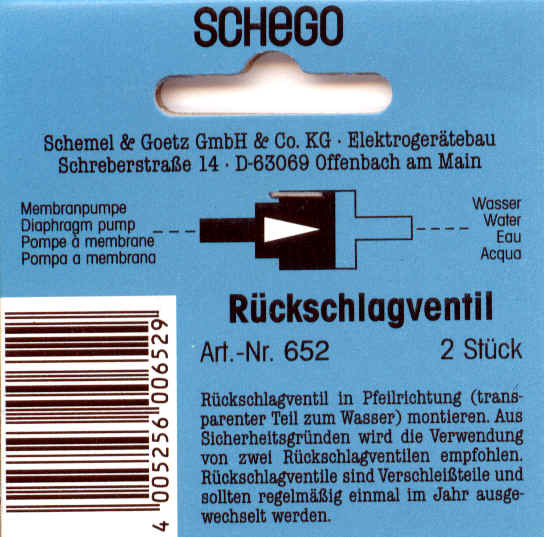 SCHEGO
Schemel & Goetz GmbH & Co. KG · Elektrogerätebau
Schreberstraße 14 · D-63069 Offenbach am Main
Membranpumpe
Diaphragm pump
Pompe à membrane
Pompa a membrana
Wasser
Water
Eau
Acqua
Rückschlagventil
Art.-Nr. 652 2 Stück
Rückschlagventil in Pfeilrichtung (trans-
parenter Teil zum Wasser) montieren. Aus
Sicherheitsgründen wird die Verwendung
von zwei Rückschlagventilen empfohlen.
Rückschlagventile sind Verschleißteile und
sollten regelmäßig einmal im Jahr ausge-
wechselt werden.
4 005256 006529